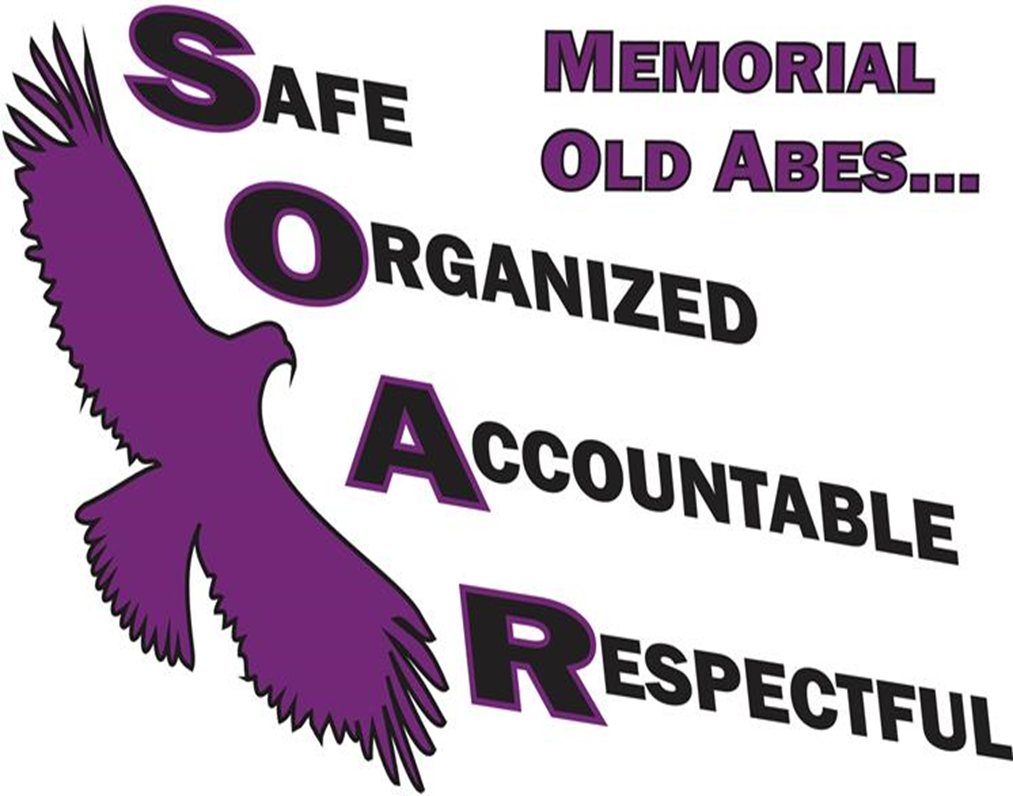 MEMORIAL
OLD ABES...
SAFE
ORGANIZED
ACCOUNTABLE
RESPECTFUL